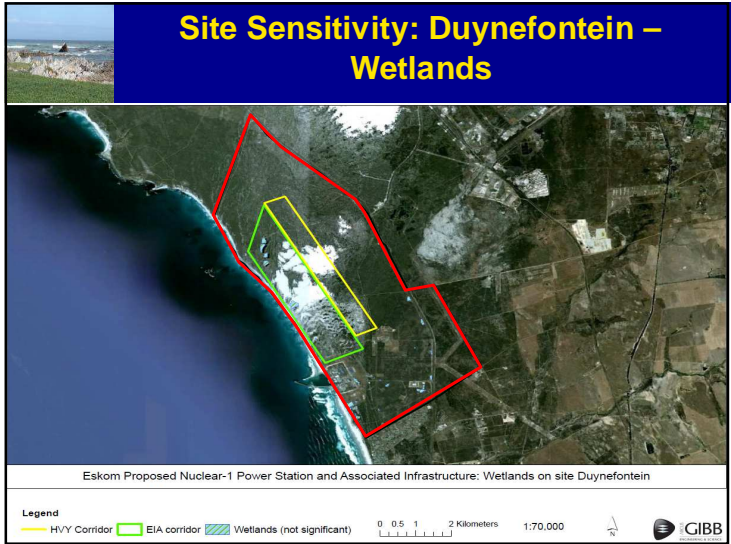 Site Sensitivity: Duynefontein –
Wetlands
Eskom Proposed Nuclear-1 Power Station and Associated Infrastructure: Wetlands on site Duynefontein
Legend
HVY Corridor EIA corridor Wetlands (not significant)
0 0.5 1 2 Kilometers
1:70,000
N
GIBB